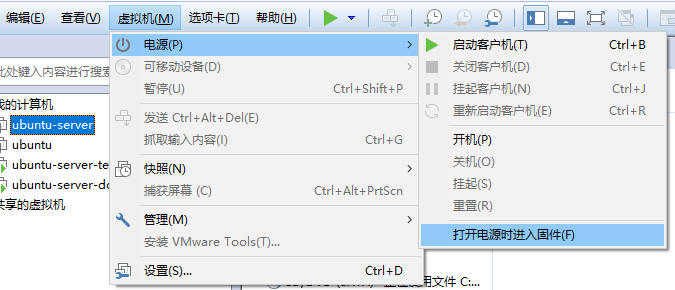 编辑(E) 查看(V) 虚拟机(M) 选项卡(T) 帮助(H)
电源(P)
启动客户机(T) Ctrl+B
此处键入内容进行搜索
可移动设备(D)
关闭客户机(D) Ctrl+E
暂停(U) Ctrl+Shift+P
挂起客户机(N) Ctrl+J
我的计算机
发送 Ctrl+Alt+Del(E)
重新启动客户机(E) Ctrl+R
ubuntu-server
抓取输入内容(I) Ctrl+G
开机(P)
ubuntu
关机(O)
ubuntu-server-te
快照(N)
挂起(S)
ubuntu-server-do
捕获屏幕 (C) Ctrl+Alt+PrtScn
重置(R)
共享的虚拟机
管理(M)
打开电源时进入固件(F)
安装 VMware Tools(T)...
设置(S)... Ctrl+D
使用文件 C:...